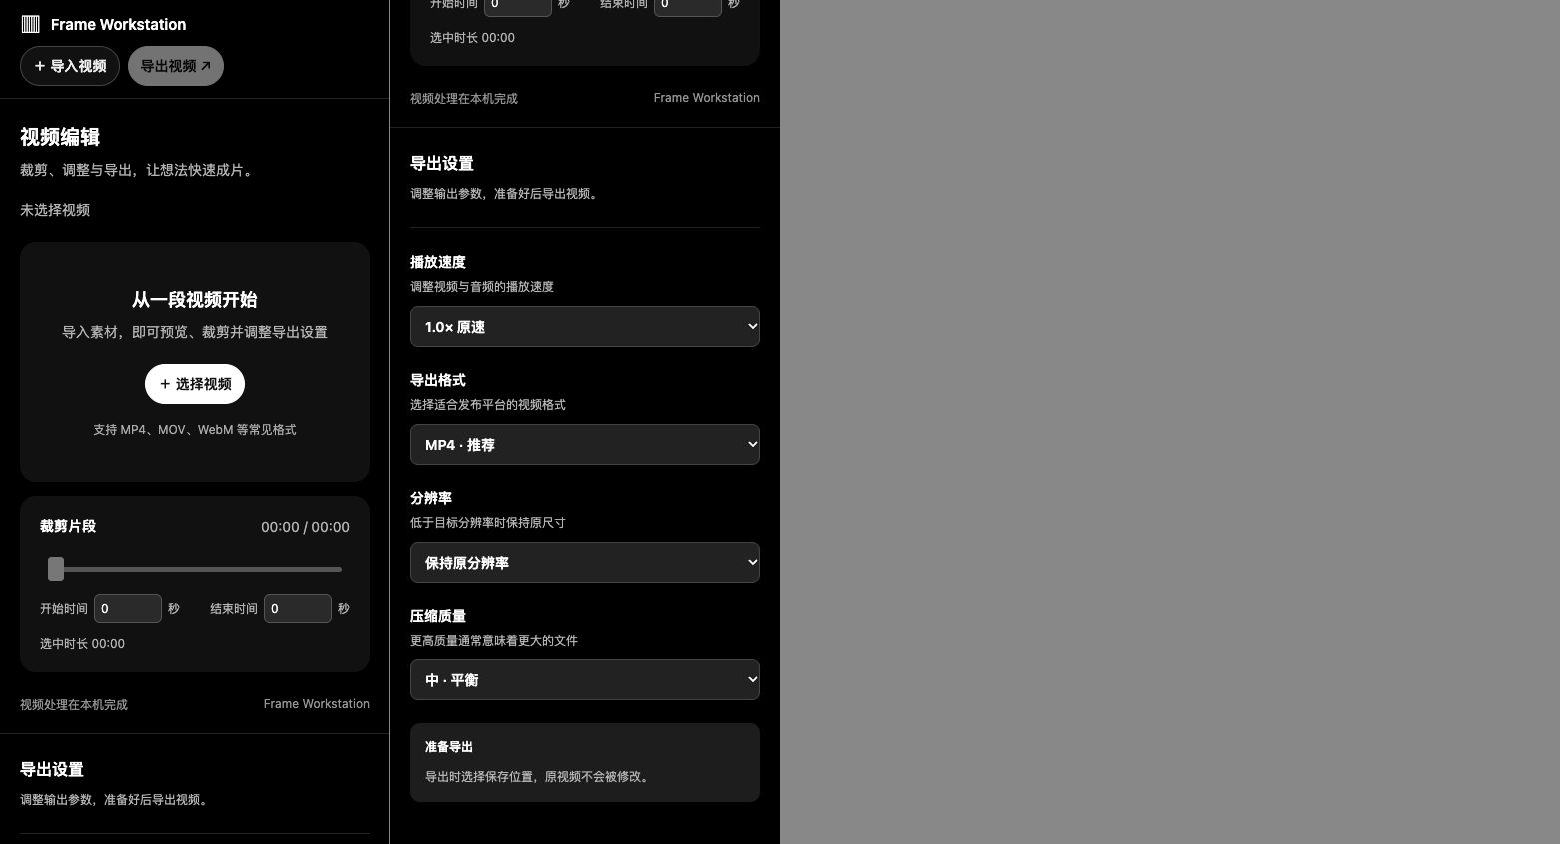 Frame Workstation
+ 导入视频
导出视频 ↗
视频编辑
裁剪、调整与导出，让想法快速成片。
未选择视频
从一段视频开始
导入素材，即可预览、裁剪并调整导出设置
+ 选择视频
支持 MP4、MOV、WebM 等常见格式
裁剪片段
00:00 / 00:00
开始时间 0 秒
结束时间 0 秒
选中时长 00:00
视频处理在本机完成
Frame Workstation
导出设置
调整输出参数，准备好后导出视频。
开始时间 0 秒
结束时间 0 秒
选中时长 00:00
视频处理在本机完成
Frame Workstation
导出设置
调整输出参数，准备好后导出视频。
播放速度
调整视频与音频的播放速度
1.0× 原速
导出格式
选择适合发布平台的视频格式
MP4 · 推荐
分辨率
低于目标分辨率时保持原尺寸
保持原分辨率
压缩质量
更高质量通常意味着更大的文件
中 · 平衡
准备导出
导出时选择保存位置，原视频不会被修改。